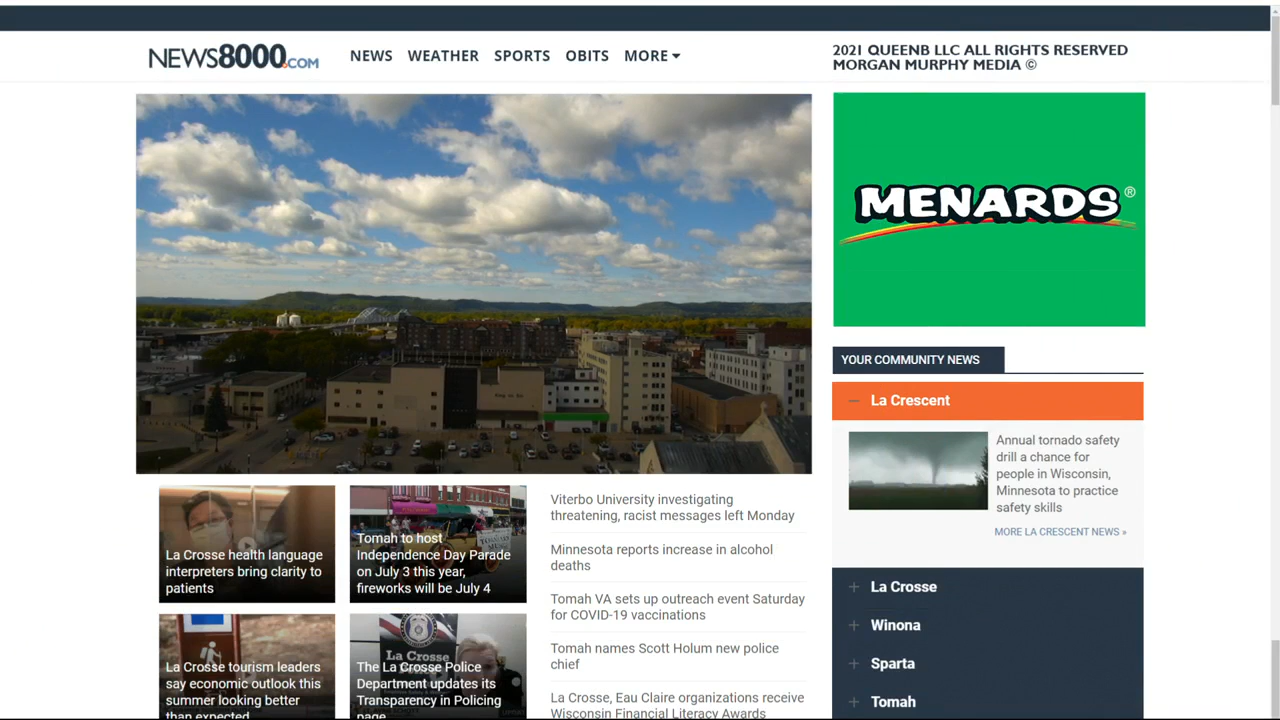 NEWS8000.COM
NEWS
WEATHER
SPORTS
OBITS
MORE
2021 QUEENB LLC ALL RIGHTS RESERVED
MORGAN MURPHY MEDIA ©
MENARDS®
YOUR COMMUNITY NEWS
La Crescent
Annual tornado safety
drill a chance for
people in Wisconsin,
Minnesota to practice
safety skills
MORE LA CRESCENT NEWS »
La Crosse
Winona
Sparta
Tomah
La Crosse health language
interpreters bring clarity to
patients
Tomah to host
Independence Day Parade
on July 3 this year,
fireworks will be July 4
La Crosse tourism leaders
say economic outlook this
summer looking better
than expected
La Crosse
The La Crosse Police
Department updates its
Transparency in Policing
page
Viterbo University investigating
threatening, racist messages left Monday
Minnesota reports increase in alcohol
deaths
Tomah VA sets up outreach event Saturday
for COVID-19 vaccinations
Tomah names Scott Holum new police
chief
La Crosse, Eau Claire organizations receive
Wisconsin Financial Literacy Awards